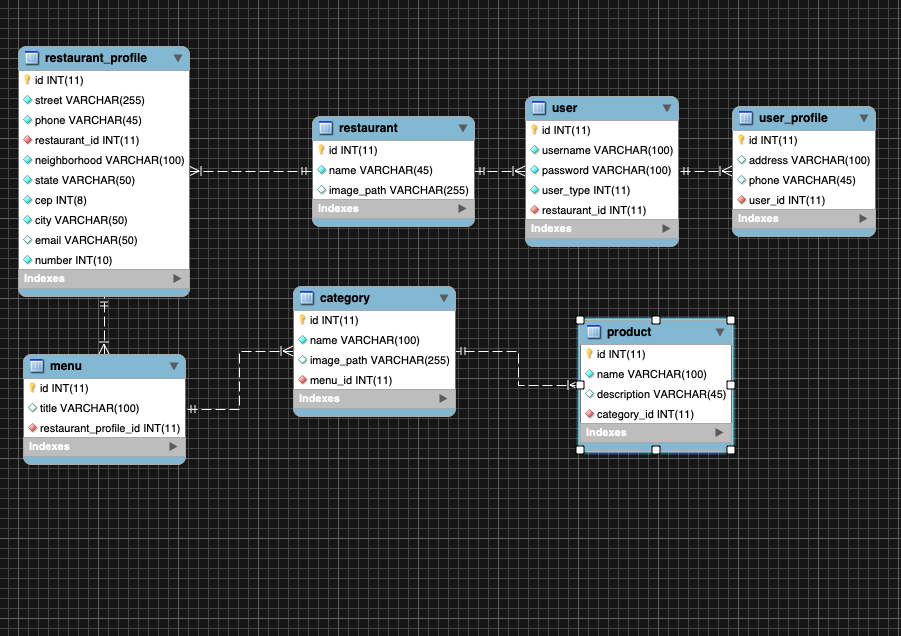 restaurant_profile
id INT(11)
street VARCHAR(255)
phone VARCHAR(45)
restaurant_id INT(11)
neighborhood VARCHAR(100)
state VARCHAR(50)
cep INT(8)
city VARCHAR(50)
email VARCHAR(50)
number INT(10)
Indexes
restaurant
id INT(11)
name VARCHAR(45)
image_path VARCHAR(255)
Indexes
user
id INT(11)
username VARCHAR(100)
password VARCHAR(100)
user_type INT(11)
restaurant_id INT(11)
Indexes
user_profile
id INT(11)
address VARCHAR(100)
phone VARCHAR(45)
user_id INT(11)
Indexes
menu
id INT(11)
title VARCHAR(100)
restaurant_profile_id INT(11)
Indexes
category
id INT(11)
name VARCHAR(100)
image_path VARCHAR(255)
menu_id INT(11)
Indexes
product
id INT(11)
name VARCHAR(100)
description VARCHAR(45)
category_id INT(11)
Indexes